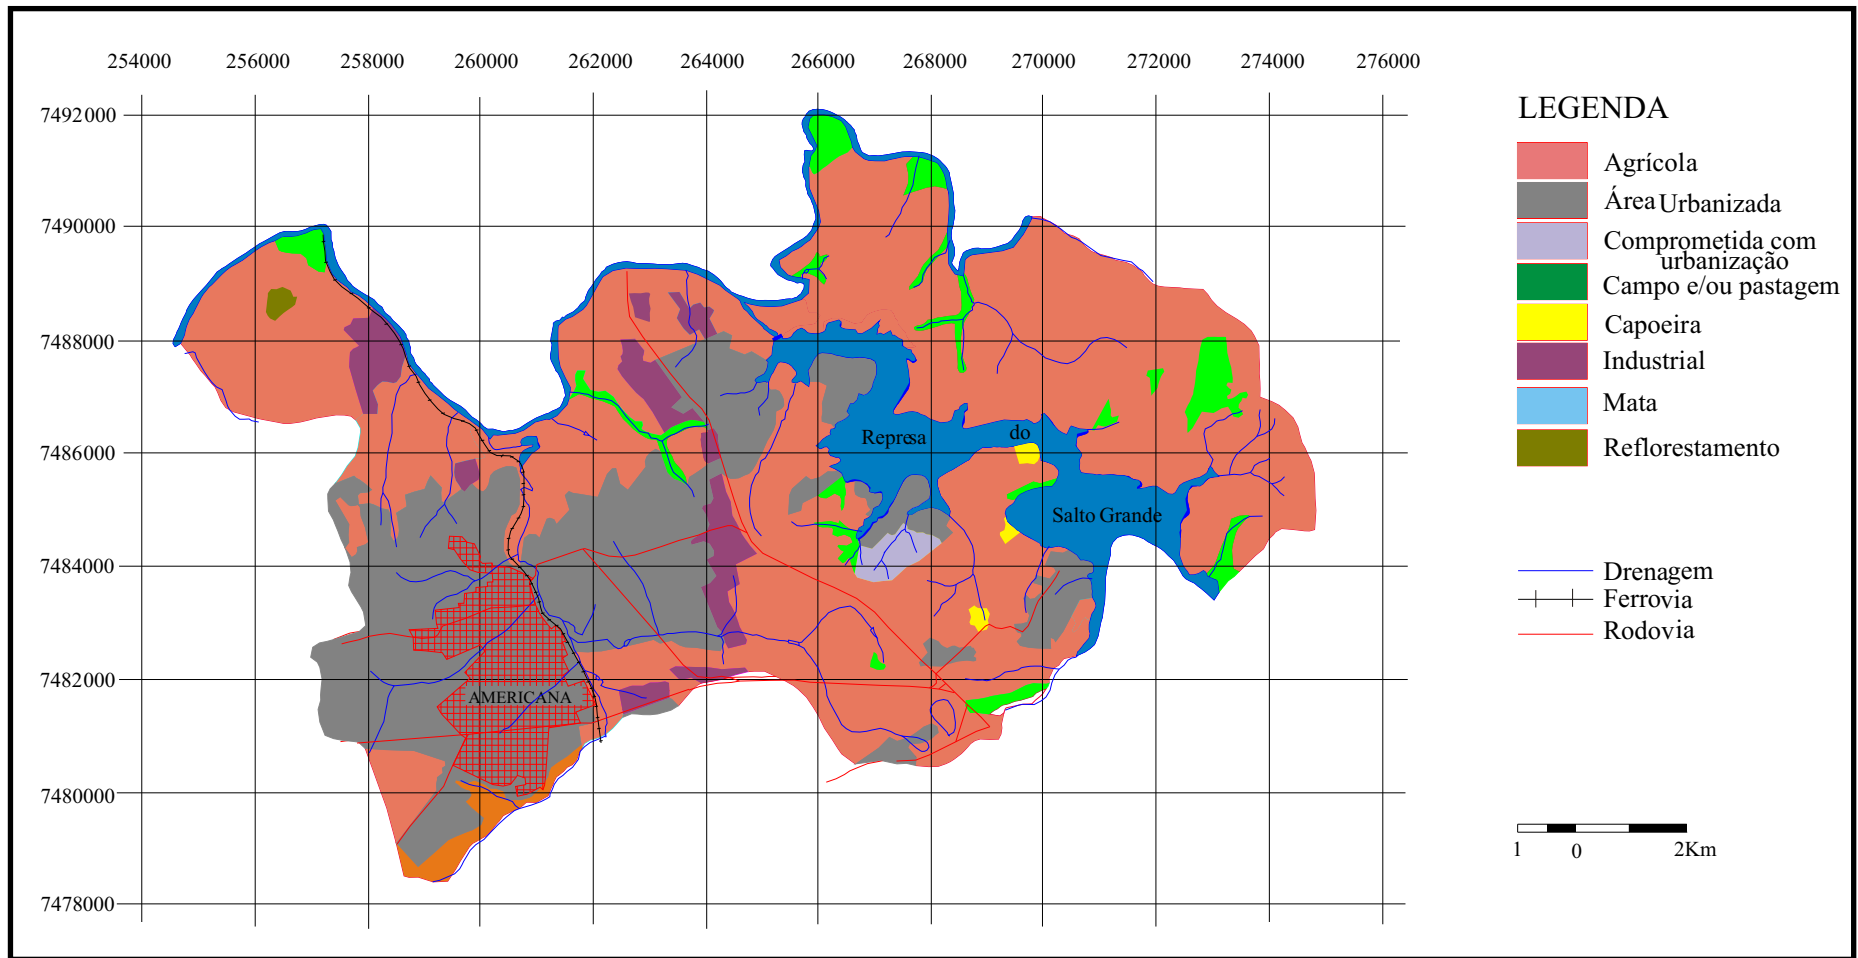 254000 256000 258000 260000 262000 264000 266000 268000 270000 272000 274000 276000
7492000
7490000
7488000
7486000
7484000
7482000
7480000
7478000
Represa do
Salto Grande
AMERICANA
LEGENDA
Agrícola
Área Urbanizada
Comprometida com
urbanização
Campo e/ou pastagem
Capoeira
Industrial
Mata
Reflorestamento
Drenagem
Ferrovia
Rodovia
1 0 2Km